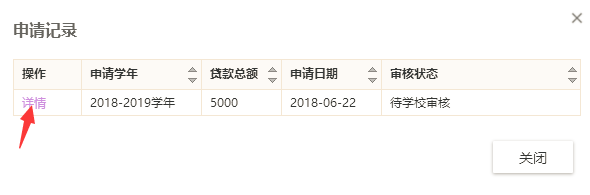 申请记录
操作 申请学年 贷款总额 申请日期 审核状态
详情 2018-2019学年 5000 2018-06-22 待学校审核
关闭